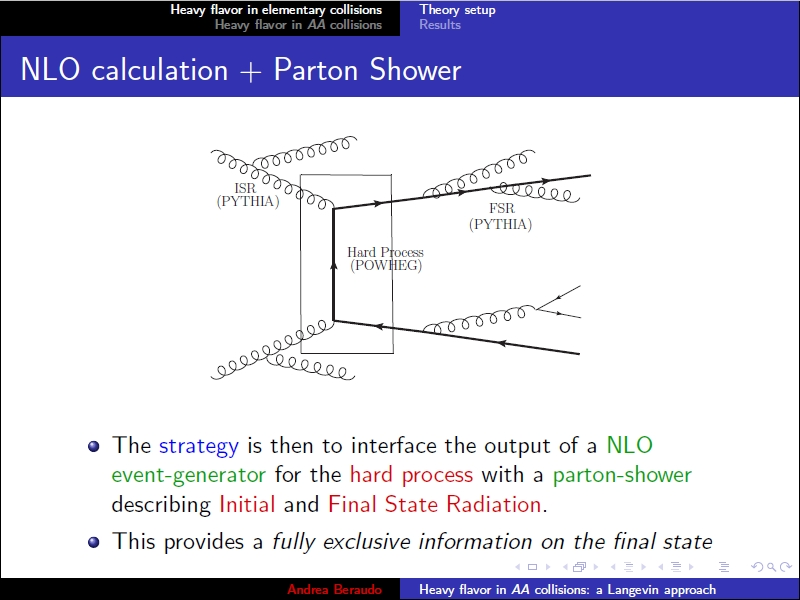 Heavy flavor in elementary collisions
Heavy flavor in AA collisions
Theory setup
Results
NLO calculation + Parton Shower
ISR
(PYTHIA)
FSR
(PYTHIA)
Hard Process
(POWHEG)
The strategy is then to interface the output of a NLO
event-generator for the hard process with a parton-shower
describing Initial and Final State Radiation.
This provides a fully exclusive information on the final state
Andrea Beraudo
Heavy flavor in AA collisions: a Langevin approach